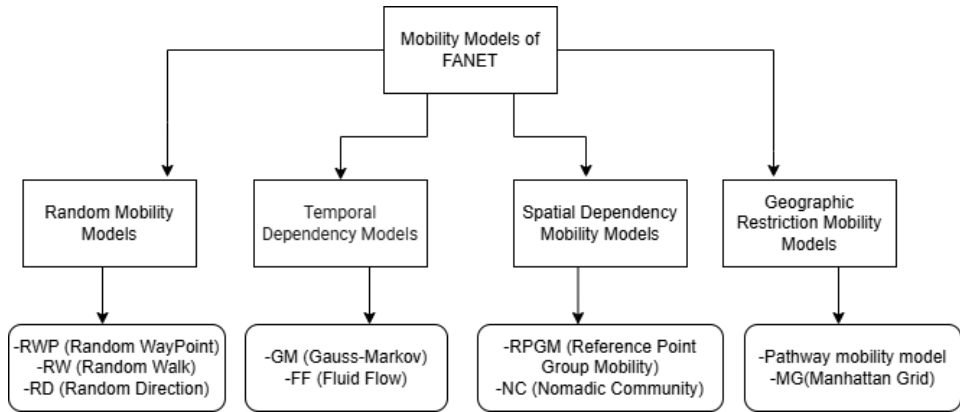 Mobility Models of
FANET
Random Mobility
Models
Temporal
Dependency Models
Spatial Dependency
Mobility Models
Geographic
Restriction Mobility
Models
-RWP (Random WayPoint)
-RW (Random Walk)
-RD (Random Direction)
-GM (Gauss-Markov)
-FF (Fluid Flow)
-RPGM (Reference Point
Group Mobility)
-NC (Nomadic Community)
-Pathway mobility model
-MG(Manhattan Grid)